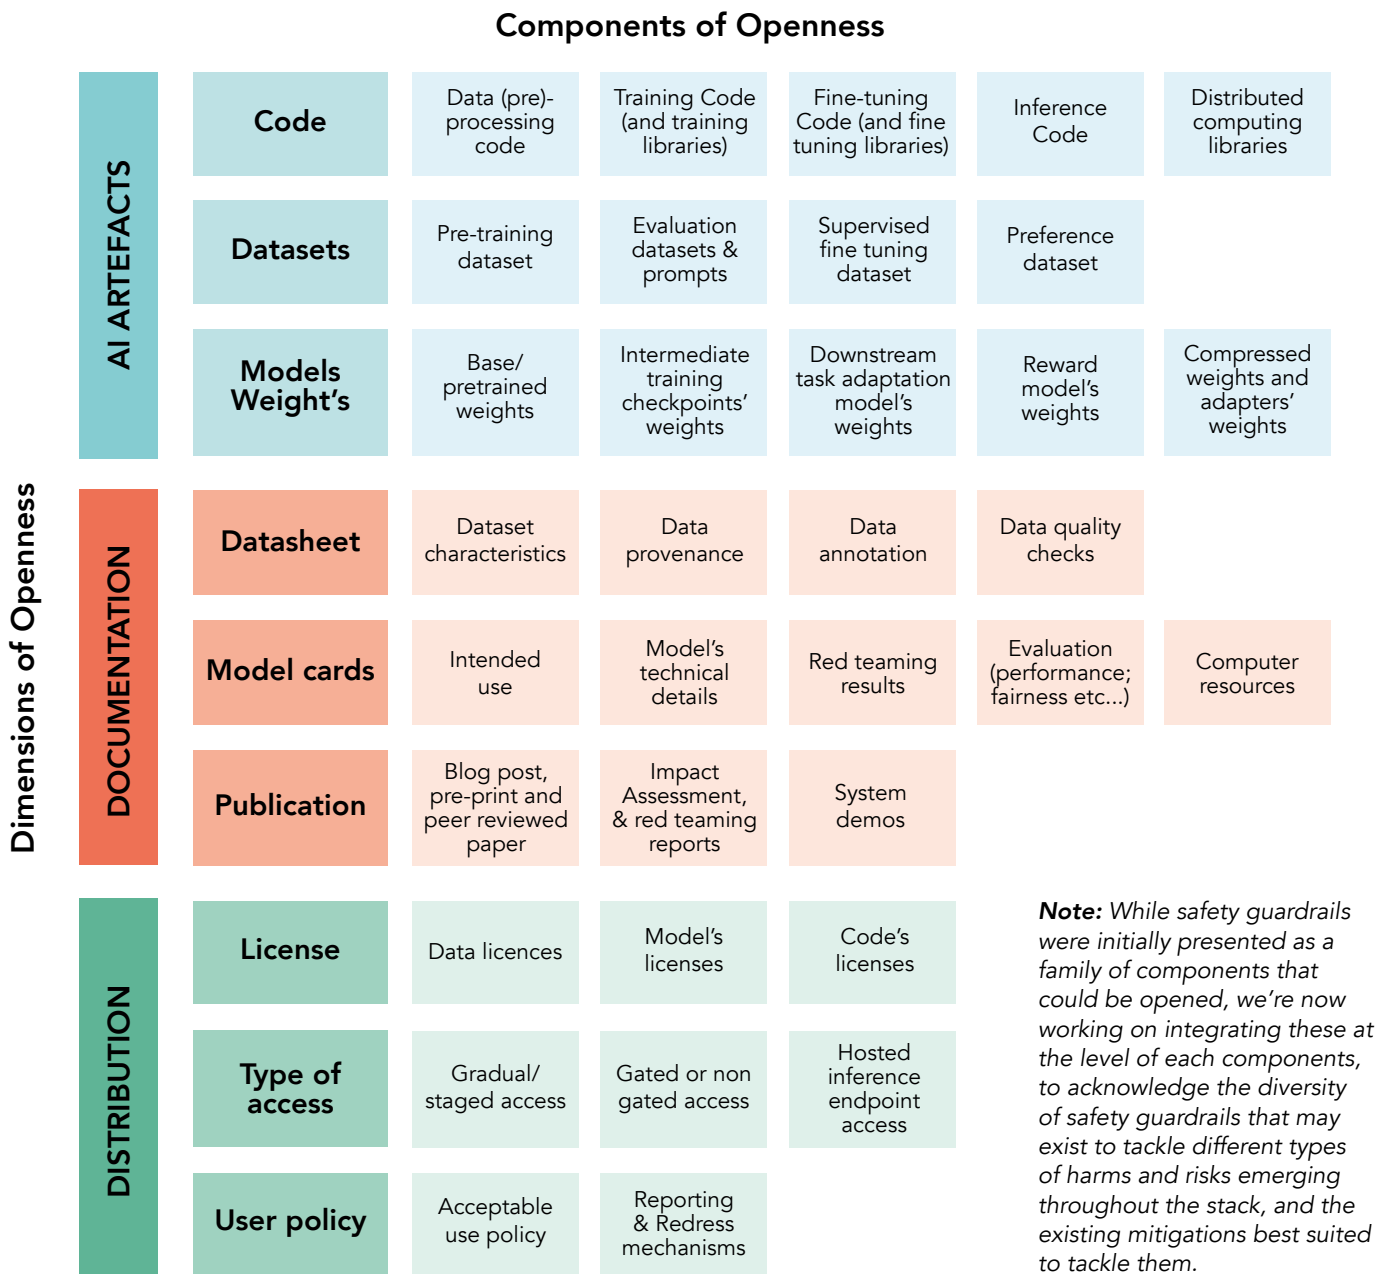 Components of Openness
Dimensions of Openness
AI ARTEFACTS
Code
Data (pre)-
processing
code
Training Code
(and training
libraries)
Fine-tuning
Code (and fine
tuning libraries)
Inference
Code
Distributed
computing
libraries
Datasets
Pre-training
dataset
Evaluation
datasets &
prompts
Supervised
fine tuning
dataset
Preference
dataset
Models
Weight's
Base/
pretrained
weights
Intermediate
training
checkpoints'
weights
Downstream
task adaptation
model's
weights
Reward
model's
weights
Compressed
weights and
adapters'
weights
DOCUMENTATION
Datasheet
Dataset
characteristics
Data
provenance
Data
annotation
Data quality
checks
Model cards
Intended
use
Model's
technical
details
Red teaming
results
Evaluation
(performance;
fairness etc...)
Computer
resources
Publication
Blog post,
pre-print and
peer reviewed
paper
Impact
Assessment,
& red teaming
reports
System
demos
DISTRIBUTION
License
Data licences
Model's
licenses
Code's
licenses
Type of
access
Gradual/
staged access
Gated or non
gated access
Hosted
inference
endpoint
access
User policy
Acceptable
use policy
Reporting
& Redress
mechanisms
Note: While safety guardrails
were initially presented as a
family of components that
could be opened, we're now
working on integrating these at
the level of each components,
to acknowledge the diversity
of safety guardrails that may
exist to tackle different types
of harms and risks emerging
throughout the stack, and the
existing mitigations best suited
to tackle them.